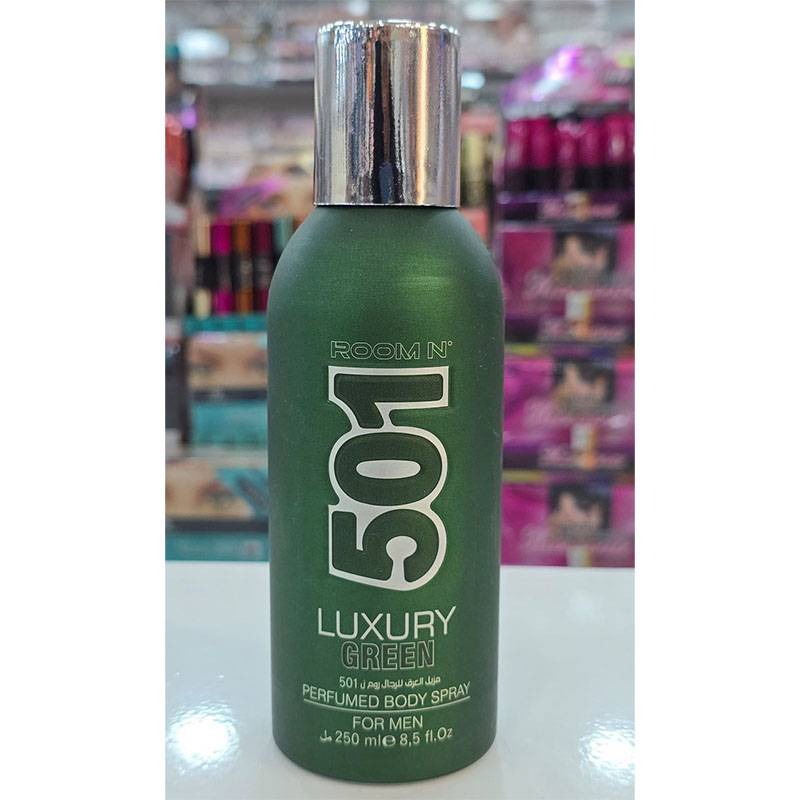 ROOM N°
501
LUXURY
GREEN
مزيل العرق للرجال روم ن 501
PERFUMED BODY SPRAY
FOR MEN
250 ml ℮ 8,5 fl.Oz مل